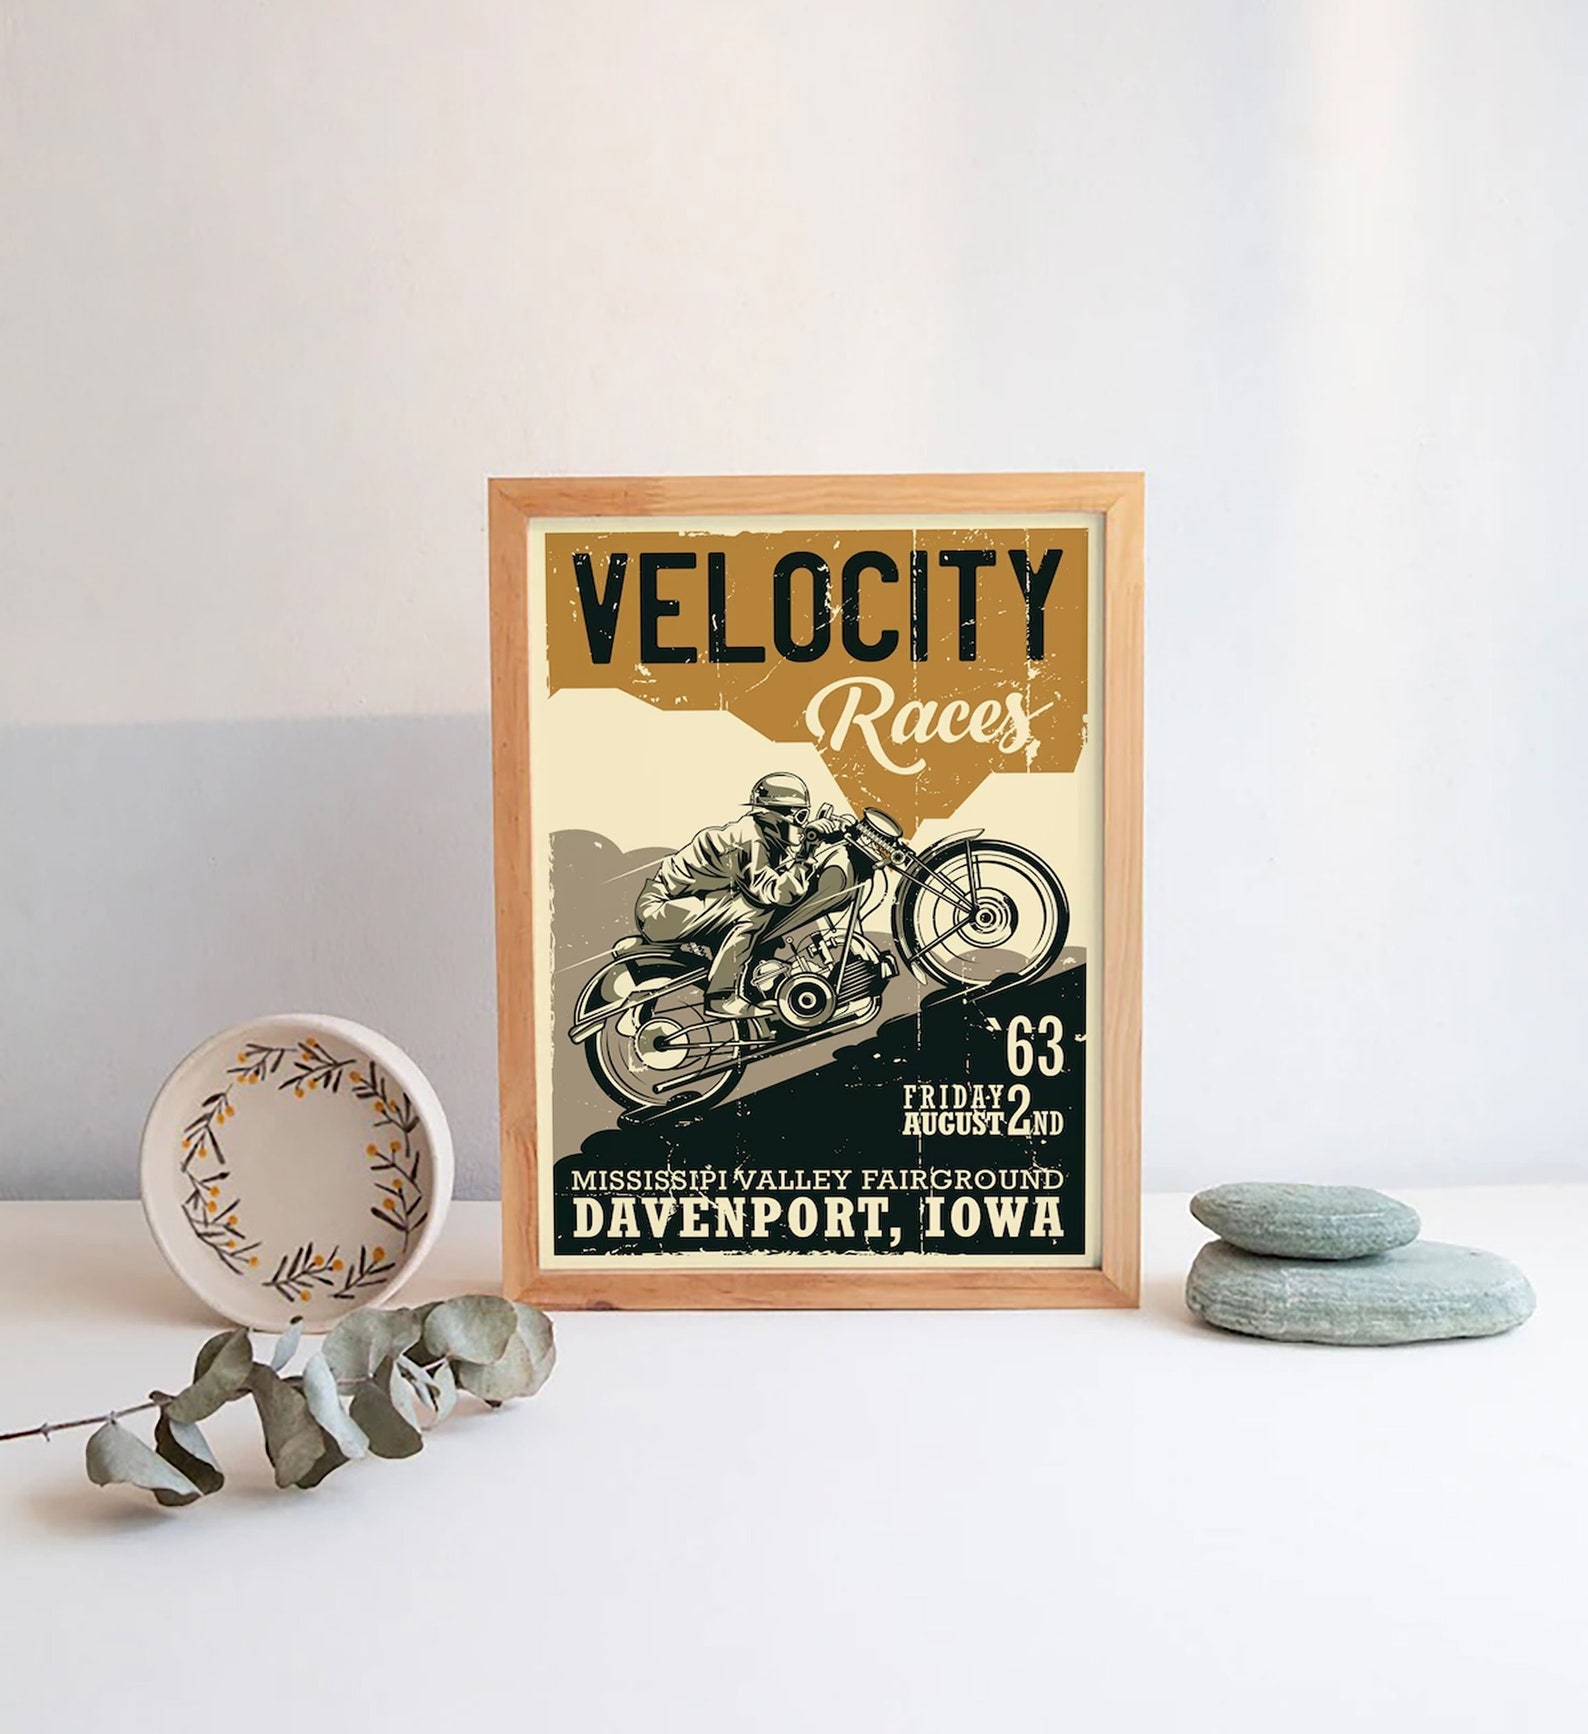 VELOCITY
Races
`63
FRIDAY
AUGUST 2ND
MISSISSIPI VALLEY FAIRGROUND
DAVENPORT, IOWA